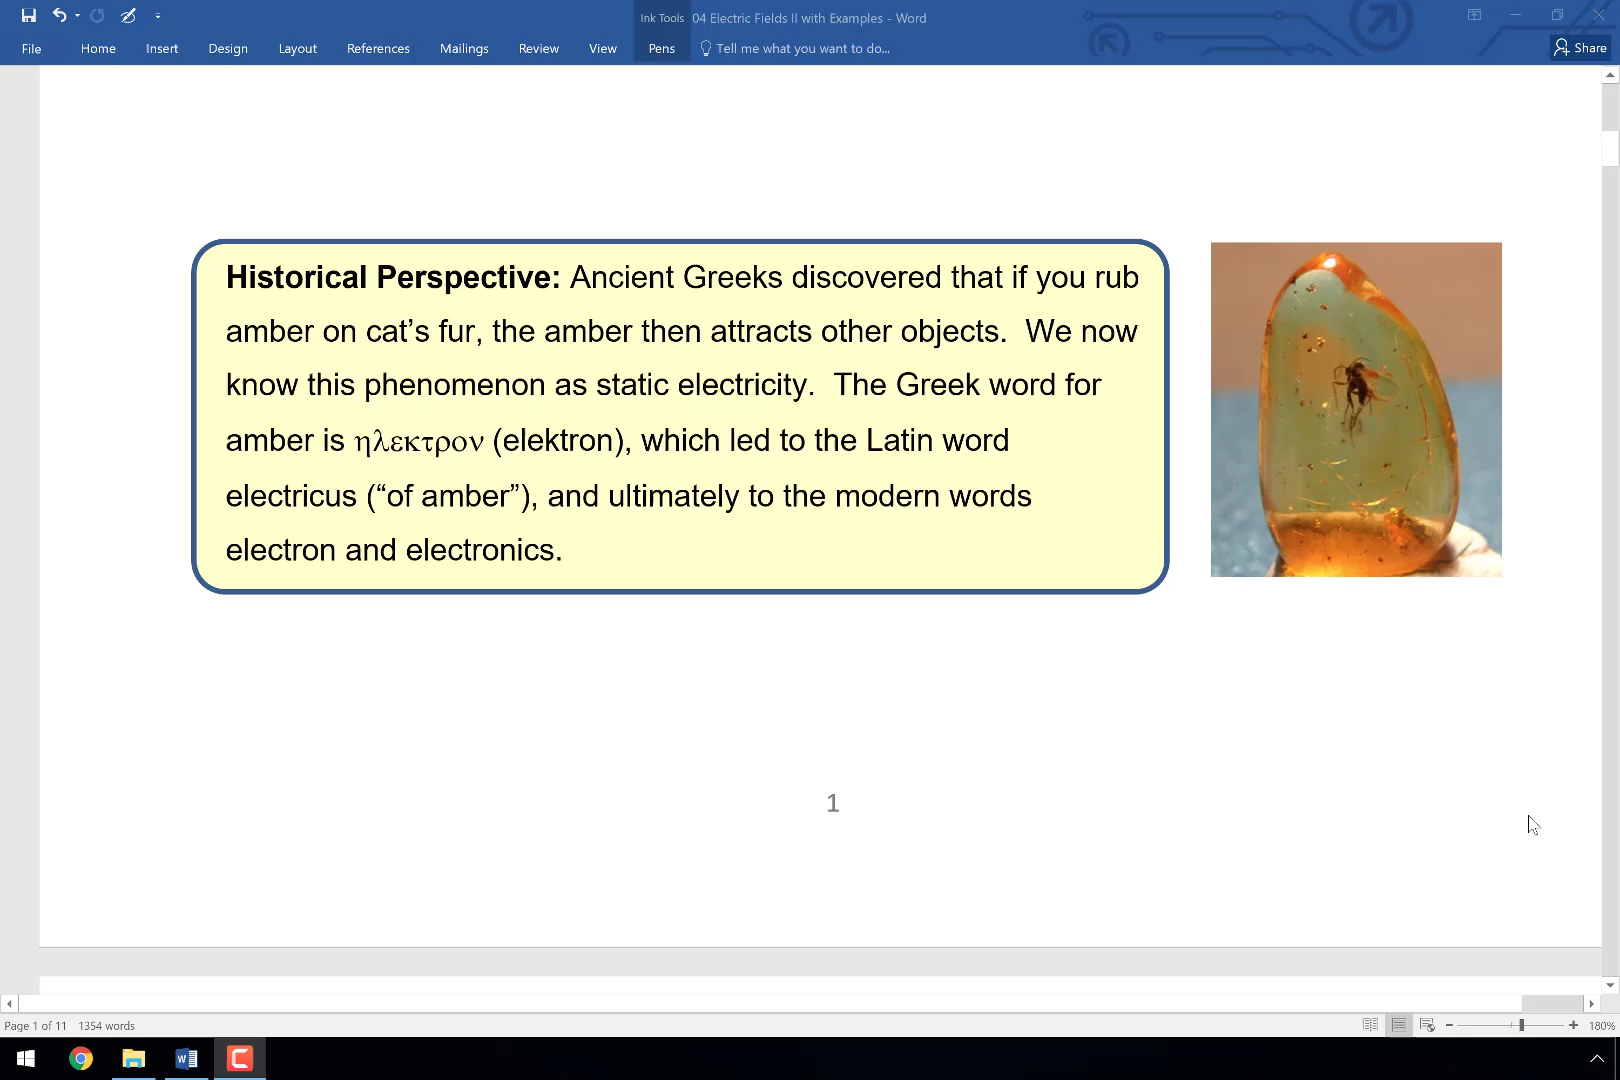 Ink Tools 04 Electric Fields II with Examples - Word
File Home Insert Design Layout References Mailings Review View Pens Tell me what you want to do... Share
Historical Perspective: Ancient Greeks discovered that if you rub
amber on cat’s fur, the amber then attracts other objects.  We now
know this phenomenon as static electricity.  The Greek word for
amber is ηλεκτρον (elektron), which led to the Latin word
electricus (“of amber”), and ultimately to the modern words
electron and electronics.
1
Page 1 of 11 1354 words 180%